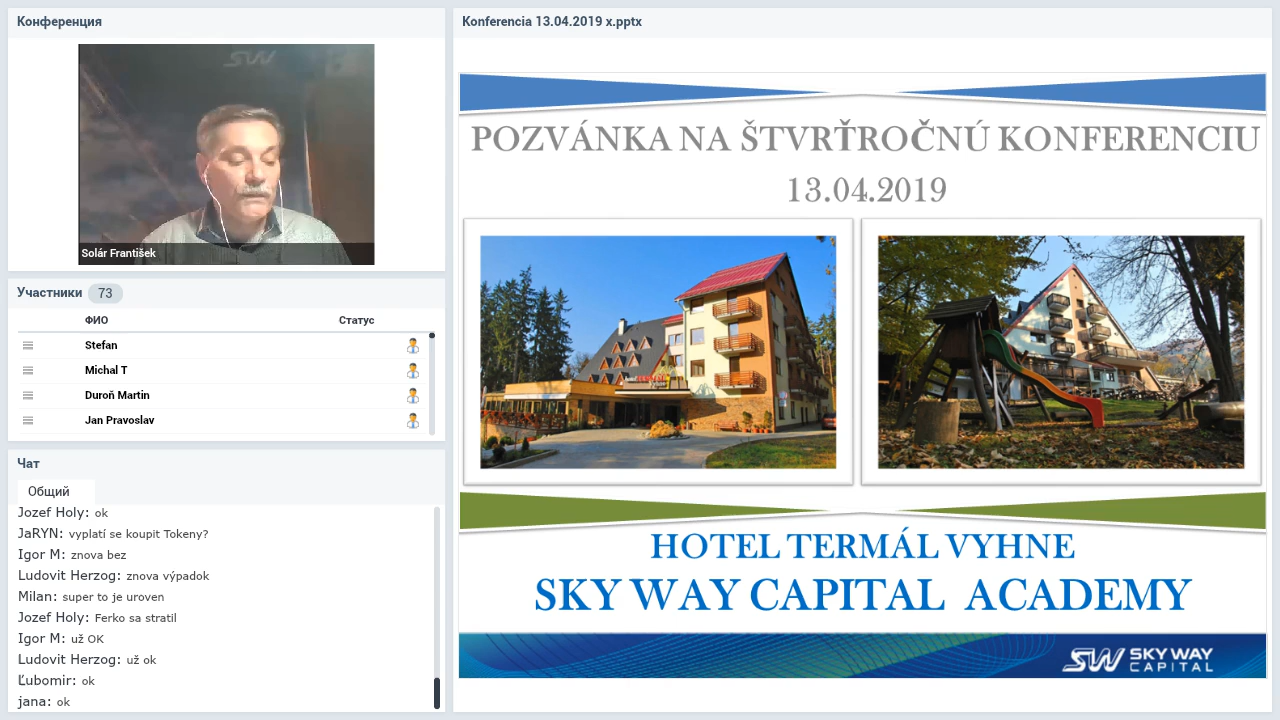 Конференция
Solár František
Участники 73
ФИО Статус
Stefan
Michal T
Duroň Martin
Jan Pravoslav
Чат
Общий
Jozef Holy: ok
JaRYN: vyplatí se koupit Tokeny?
Igor M: znova bez
Ludovit Herzog: znova výpadok
Milan: super to je uroven
Jozef Holy: Ferko sa stratil
Igor M: už OK
Ludovit Herzog: už ok
Ľubomir: ok
jana: ok
Konferencia 13.04.2019 x.pptx
POZVÁNKA NA ŠTVRŤROČNÚ KONFERENCIU
13.04.2019
HOTEL TERMÁL VYHNE
SKY WAY CAPITAL ACADEMY
SW SKY WAY
CAPITAL